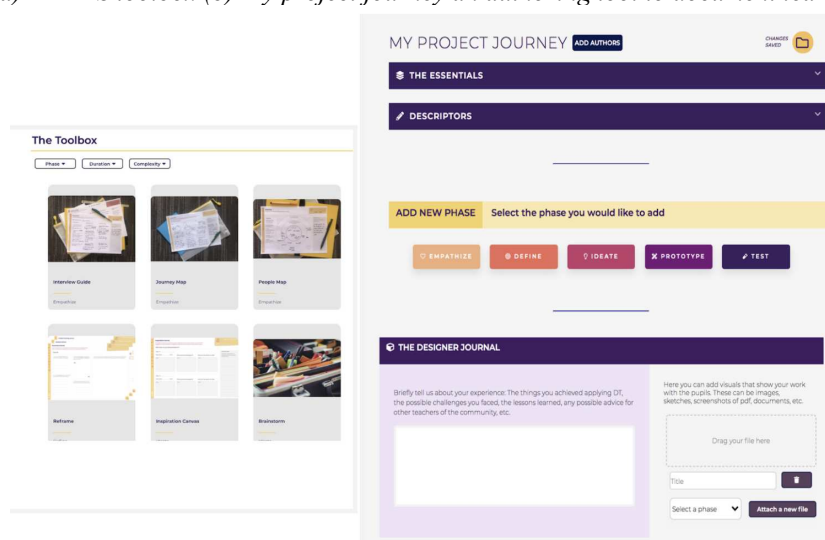 The Toolbox
Phase
Duration
Complexity
Interview Guide
Journey Map
People Map
Empathise
Empathise
Empathise
Reframe
Inspiration Canvas
Brainstorm
MY PROJECT JOURNEY
ADD AUTHORS
CHANGES
SAVED
THE ESSENTIALS
DESCRIPTORS
ADD NEW PHASE
Select the phase you would like to add
EMPATHIZE
DEFINE
IDEATE
PROTOTYPE
TEST
THE DESIGNER JOURNAL
Briefly tell us about your experience: The things you achieved applying DT,
the possible challenges you faced, the lessons learned, any possible advice for
other teachers of the community, etc.
Here you can add visuals that show your work
with the pupils. These can be images,
sketches, screenshots of pdf, documents, etc.
Drag your file here
Title
Select a phase
Attach a new file